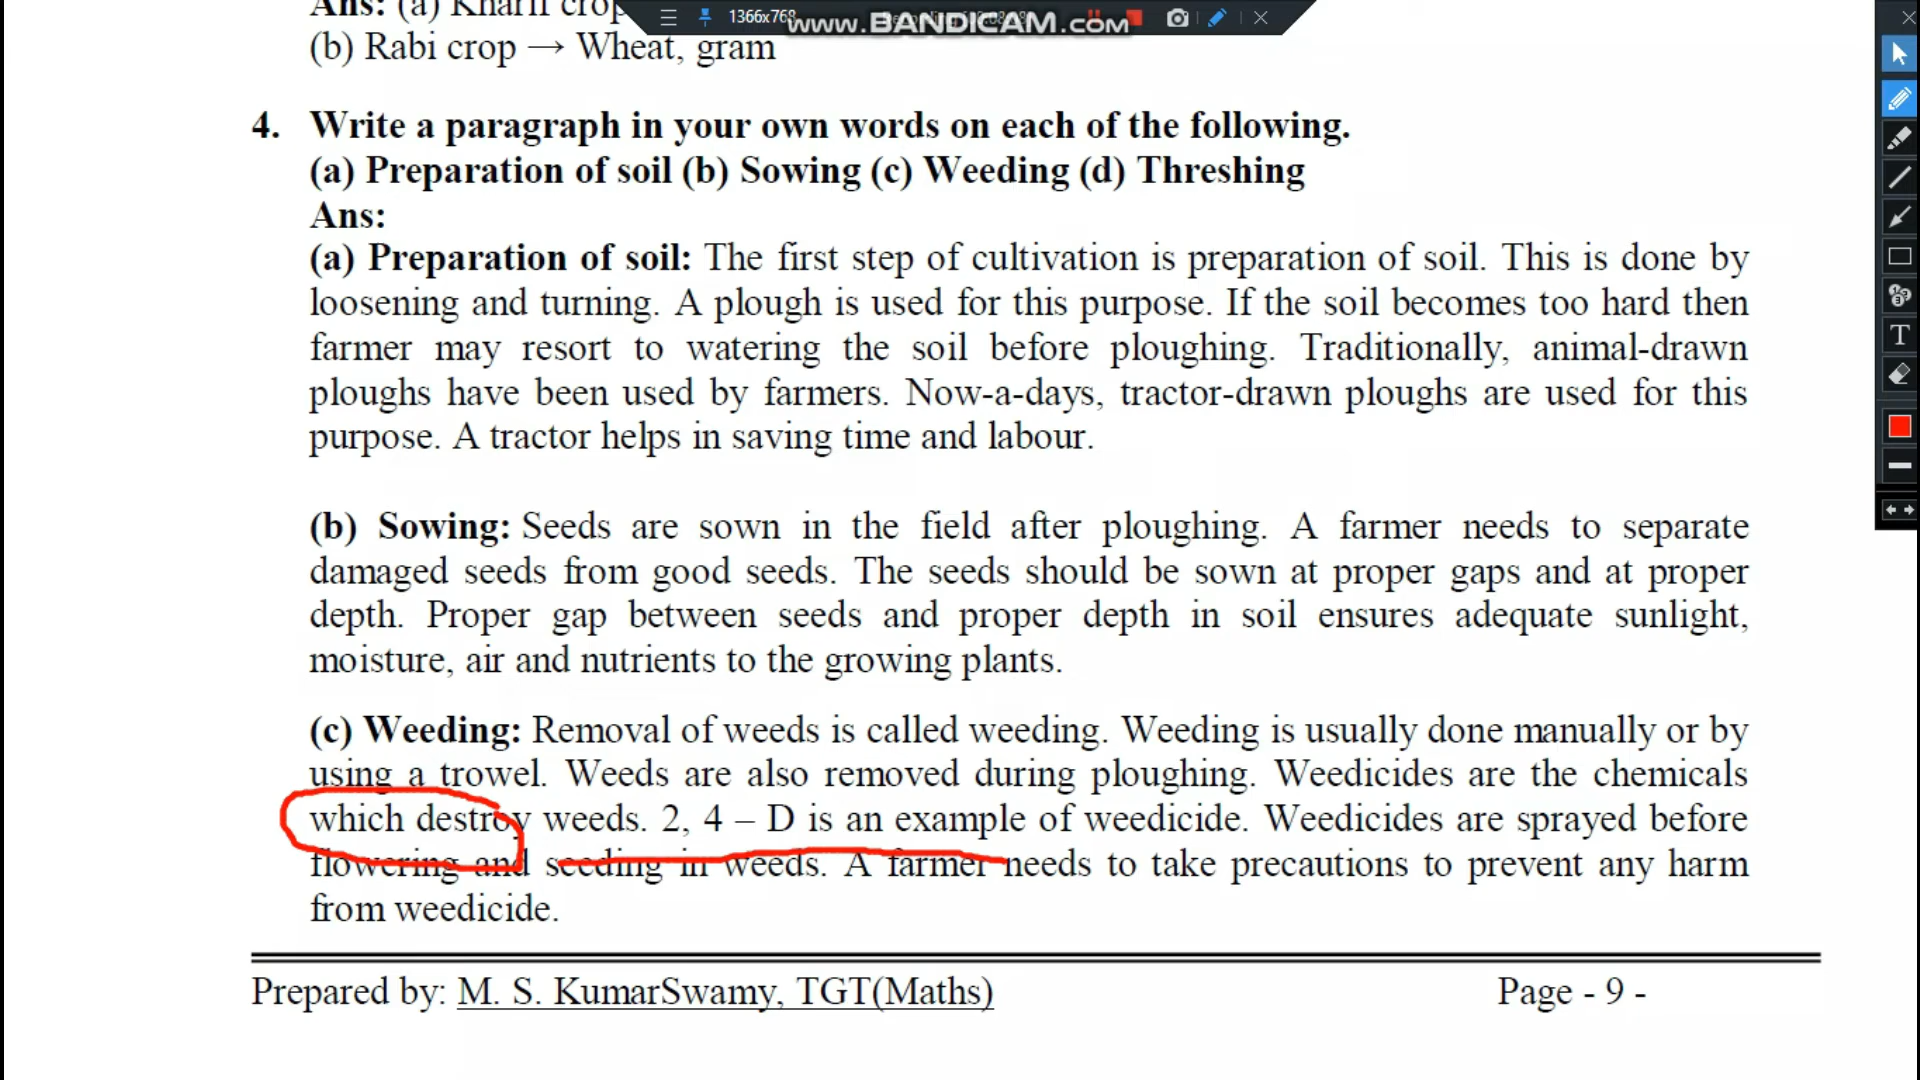 Ans: (a) Kharif crop
1366x768
www.BANDICAM.com
(b) Rabi crop → Wheat, gram
4. Write a paragraph in your own words on each of the following.
(a) Preparation of soil (b) Sowing (c) Weeding (d) Threshing
Ans:
(a) Preparation of soil: The first step of cultivation is preparation of soil. This is done by
loosening and turning. A plough is used for this purpose. If the soil becomes too hard then
farmer may resort to watering the soil before ploughing. Traditionally, animal-drawn
ploughs have been used by farmers. Now-a-days, tractor-drawn ploughs are used for this
purpose. A tractor helps in saving time and labour.
(b) Sowing: Seeds are sown in the field after ploughing. A farmer needs to separate
damaged seeds from good seeds. The seeds should be sown at proper gaps and at proper
depth. Proper gap between seeds and proper depth in soil ensures adequate sunlight,
moisture, air and nutrients to the growing plants.
(c) Weeding: Removal of weeds is called weeding. Weeding is usually done manually or by
using a trowel. Weeds are also removed during ploughing. Weedicides are the chemicals
which destroy weeds. 2, 4 – D is an example of weedicide. Weedicides are sprayed before
flowering and seeding in weeds. A farmer needs to take precautions to prevent any harm
from weedicide.
Prepared by: M. S. KumarSwamy, TGT(Maths)
Page - 9 -